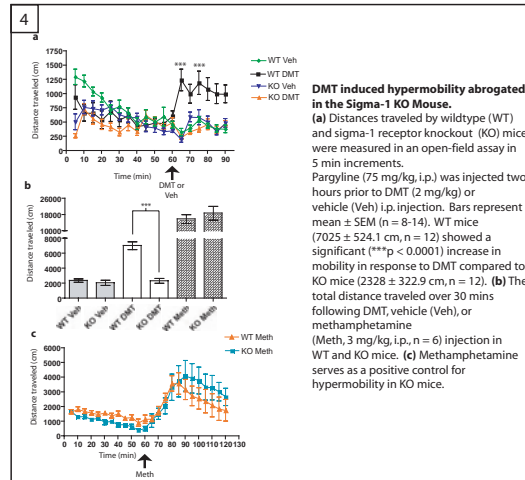 4
a
1750
1500
1250
1000
750
500
250
0
Distance travelled (cm)
***
***
WT Veh
WT DMT
KO Veh
KO DMT
0 10 20 30 40 50 60 70 80 90
Time (min)
DMT or
Veh
b
26000
18000
10000
8000
4000
0
Distance travelled (cm)
***
WT Veh
KO Veh
WT DMT
KO DMT
WT Meth
KO Meth
c
WT Meth
KO Meth
6000
5000
4000
3000
2000
1000
0
Distance travelled (cm)
0 10 20 30 40 50 60 70 80 90 100 110 120 130
Time (min)
Meth
DMT induced hypermobility abrogated
in the Sigma-1 KO Mouse.
(a) Distances traveled by wildtype (WT)
and sigma-1 receptor knockout (KO) mice
were measured in an open-field assay in
5 min increments.
Pargyline (75 mg/kg, i.p.) was injected two
hours prior to DMT (2 mg/kg) or
vehicle (Veh) i.p. injection. Bars represent
mean ± SEM (n = 8-14). WT mice
(7025 ± 524.1 cm, n = 12) showed a
significant (***p < 0.0001) increase in
mobility in response to DMT compared to
KO mice (2328 ± 322.9 cm, n = 12). (b) The
total distance traveled over 30 mins
following DMT, vehicle (Veh), or
methamphetamine
(Meth, 3 mg/kg, i.p., n = 6) injection in
WT and KO mice. (c) Methamphetamine
serves as a positive control for
hypermobility in KO mice.